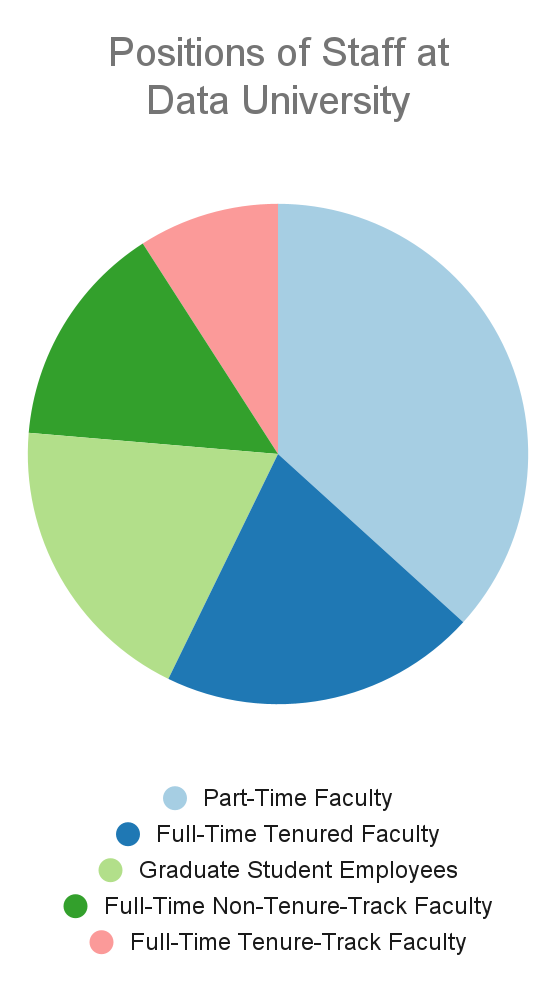 Positions of Staff at
Data University
Part-Time Faculty
Full-Time Tenured Faculty
Graduate Student Employees
Full-Time Non-Tenure-Track Faculty
Full-Time Tenure-Track Faculty